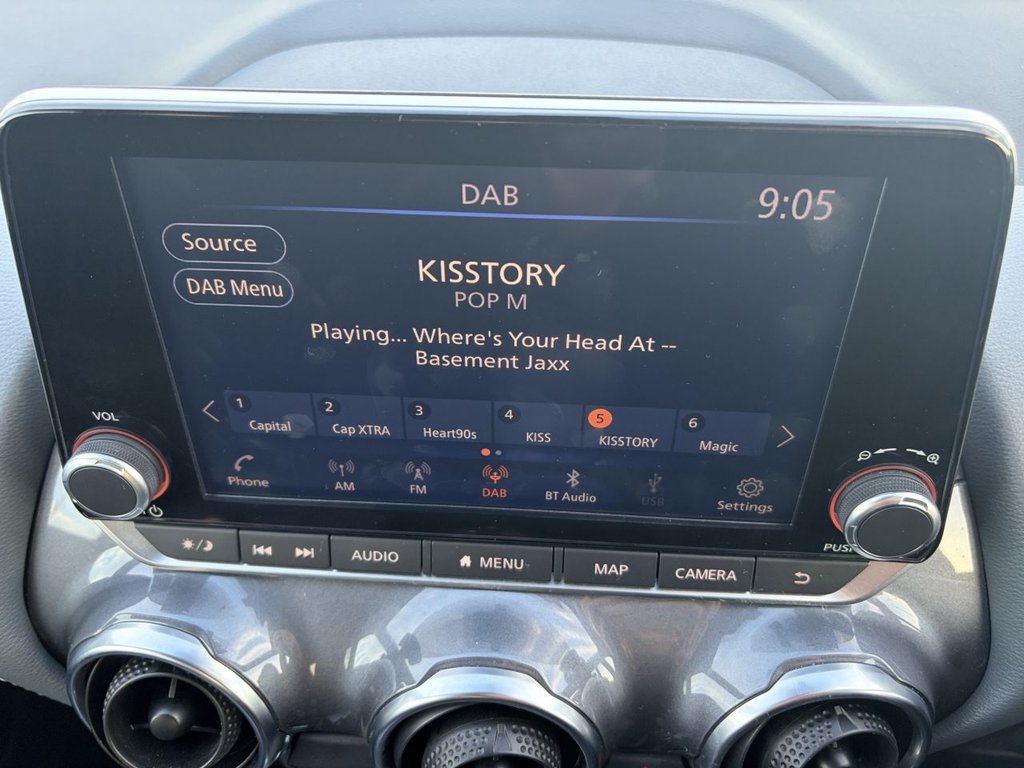 DAB
9:05
Source
KISSTORY
DAB Menu
POP M
Playing... Where's Your Head At --
Basement Jaxx
1 Capital
2 Cap XTRA
3 Heart90s
4 KISS
5 KISSTORY
6 Magic
VOL
Phone
AM
FM
DAB
BT Audio
USB
Settings
PUSH
AUDIO
MENU
MAP
CAMERA